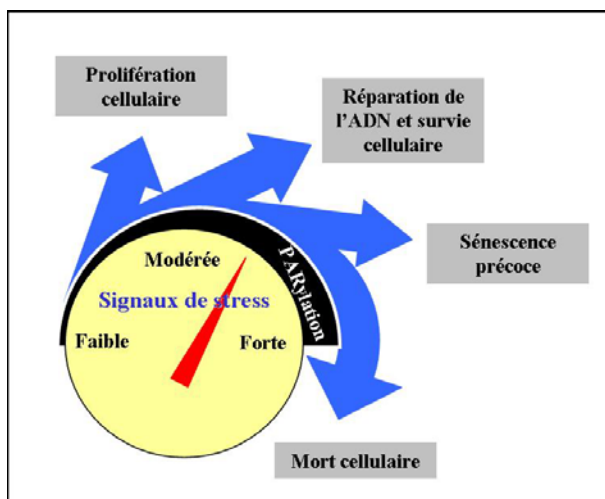 Prolifération
cellulaire
Réparation de
l'ADN et survie
cellulaire
Sénescence
précoce
PARylation
Modérée
Signaux de stress
Faible
Forte
Mort cellulaire